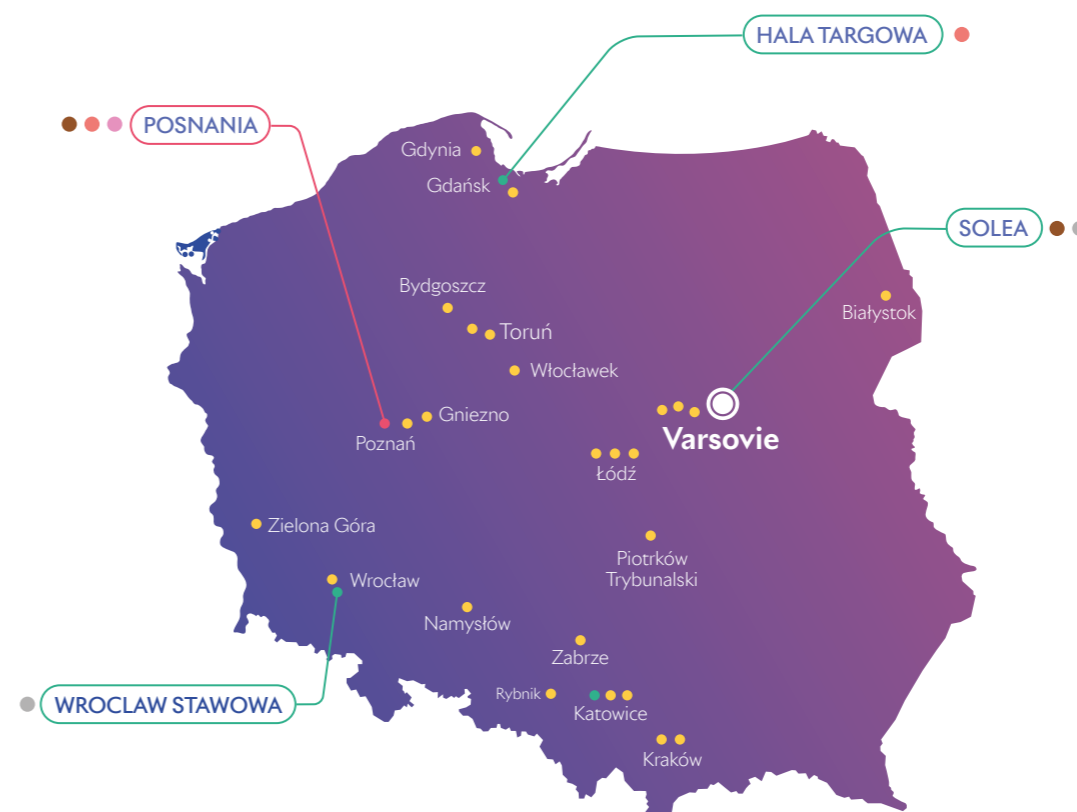 HALA TARGOWA
POSNANIA
Gdynia
Gdańsk
SOLEA
Bydgoszcz
Białystok
Toruń
Włocławek
Gniezno
Poznań
Varsovie
Łódź
Zielona Góra
Piotrków
Trybunalski
Wrocław
Namysłów
Zabrze
Rybnik
WROCLAW STAWOWA
Katowice
Kraków